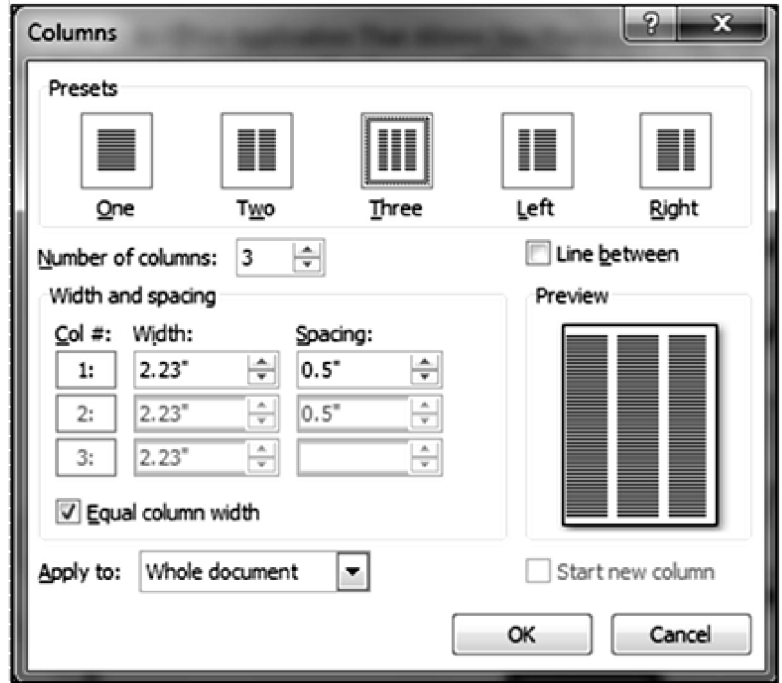 Columns
Presets
One Two Three Left Right
Number of columns: 3 Line between
Width and spacing Preview
Col #: Width: Spacing:
1: 2.23" 0.5"
2: 2.23" 0.5"
3: 2.23"
Equal column width
Apply to: Whole document Start new column
OK Cancel